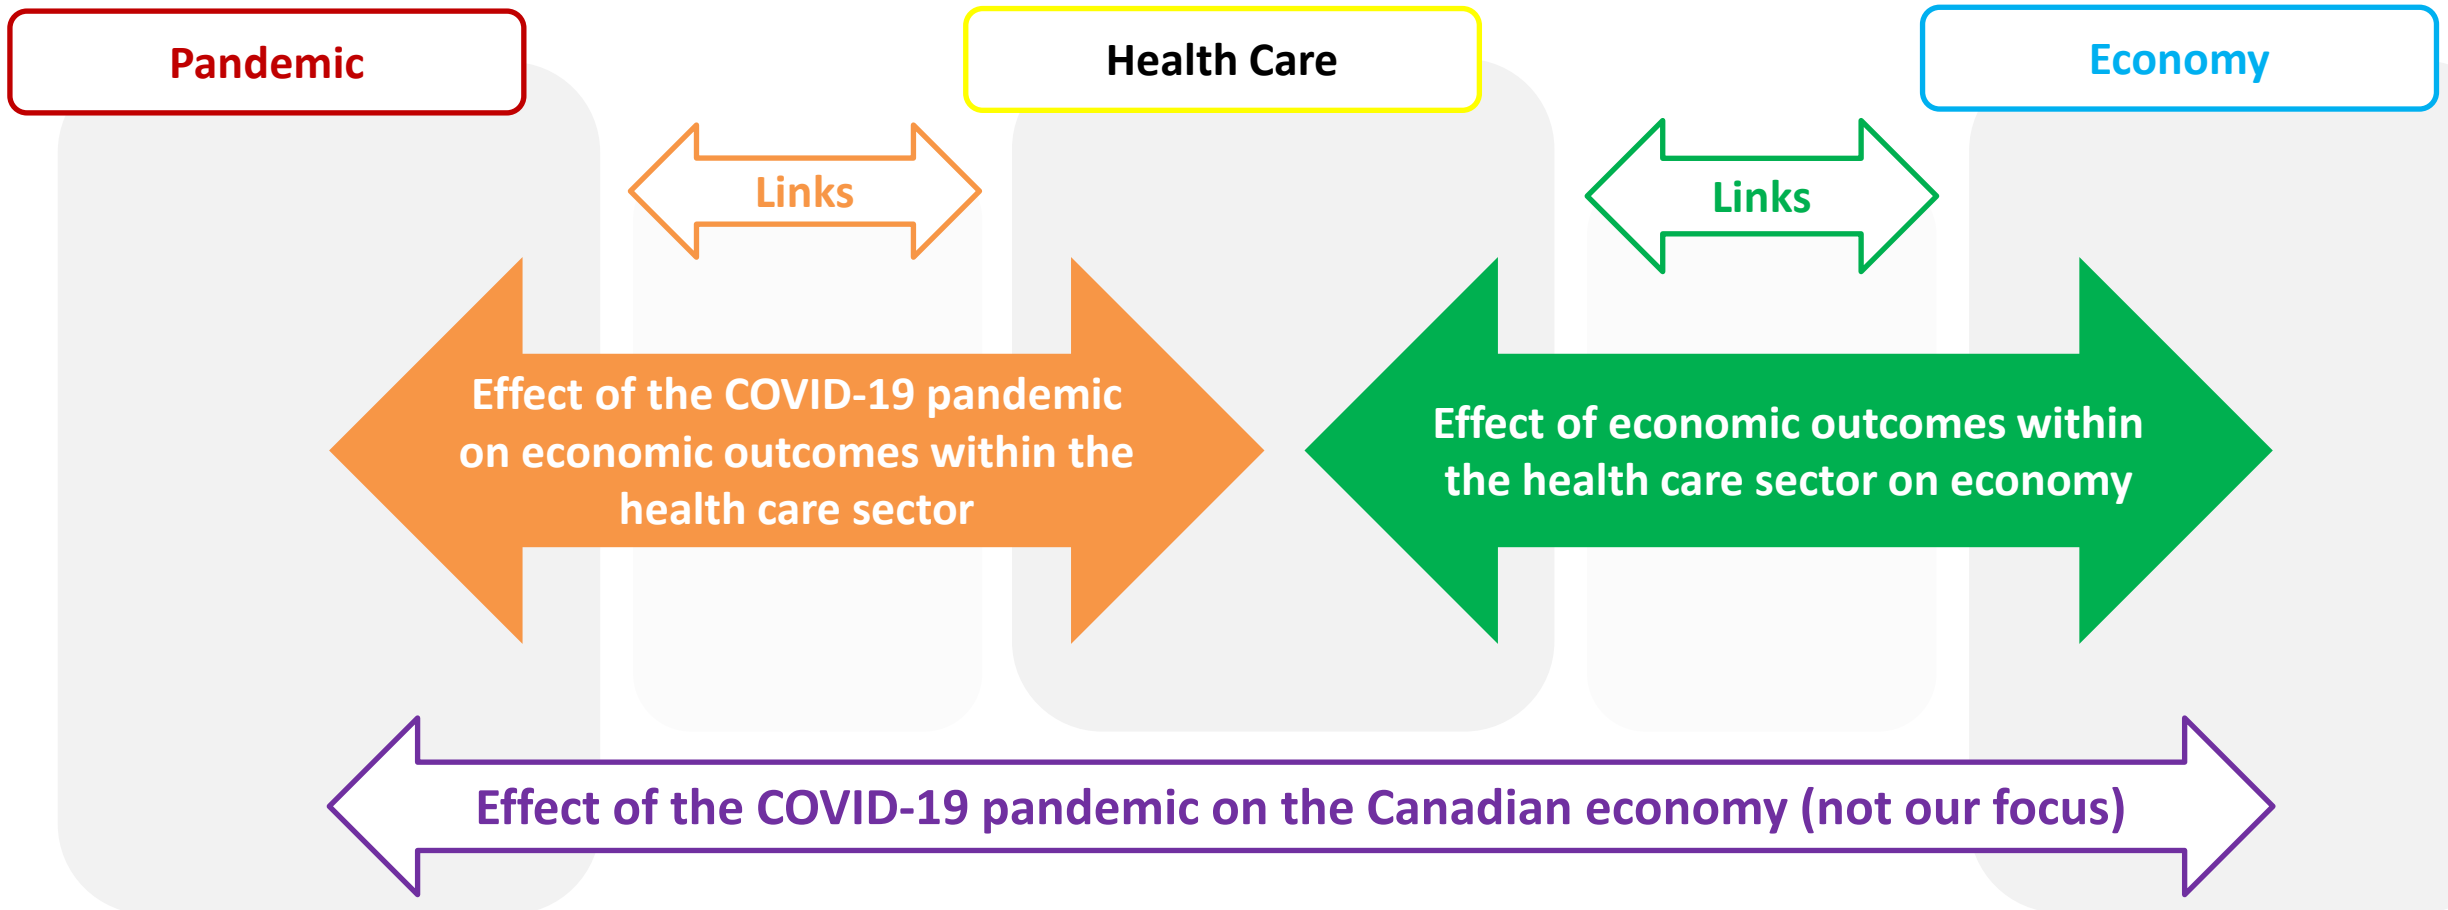 Pandemic
Health Care
Economy
Links
Links
Effect of the COVID-19 pandemic
on economic outcomes within the
health care sector
Effect of economic outcomes within
the health care sector on economy
Effect of the COVID-19 pandemic on the Canadian economy (not our focus)